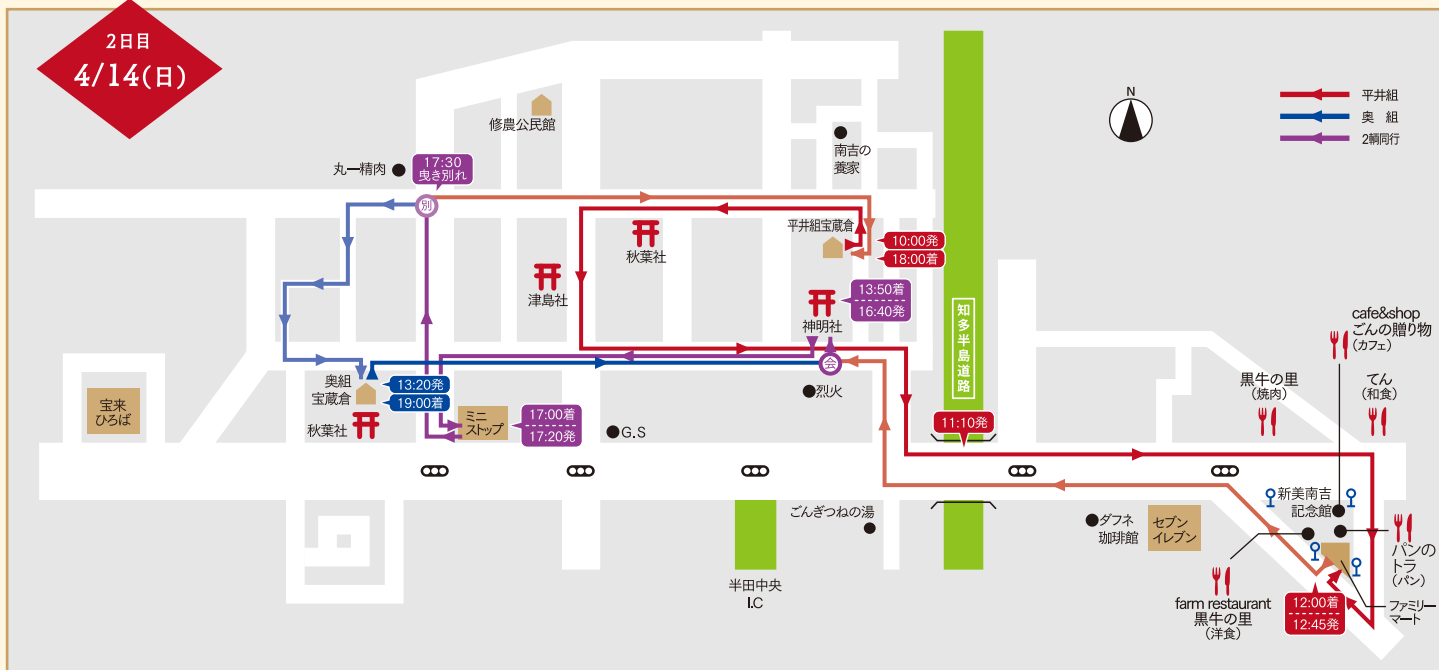 2日目
4/14(日)
N
平井組
奥 組
2輌同行
修農公民館
丸一精肉
17:30
曳き別れ
別
南吉の
養家
平井組宝蔵倉
10:00発
18:00着
秋葉社
津島社
13:50着
16:40発
神明社
会
知多半島道路
cafe&shop
ごんの贈り物
(カフェ)
黒牛の里
(焼肉)
てん
(和食)
奥組
宝蔵倉
13:20発
19:00着
烈火
宝来
ひろば
秋葉社
ミニ
ストップ
17:00着
17:20発
G.S
11:10発
新美南吉
記念館
ごんぎつねの湯
ダフネ
珈琲館
セブン
イレブン
パンの
トラ
(パン)
半田中央
I.C
farm restaurant
黒牛の里
(洋食)
12:00着
12:45発
ファミリー
マート